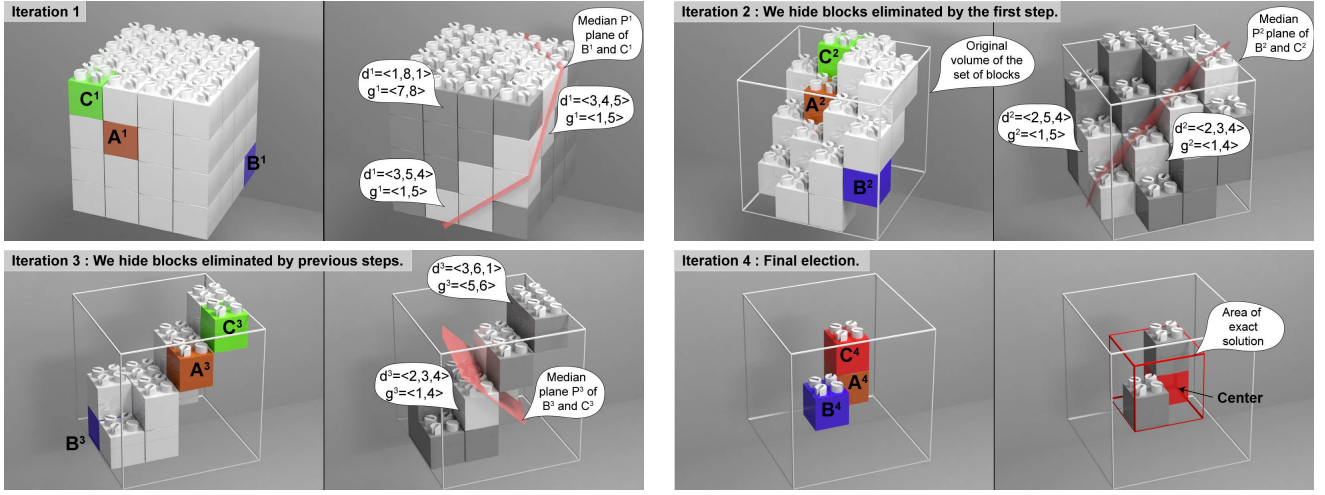 Iteration 1
C¹
A¹
B¹
Median P¹
plane of
B¹ and C¹
d¹=<1,8,1>
g¹=<7,8>
d¹=<3,4,5>
g¹=<1,5>
d¹=<3,5,4>
g¹=<1,5>
Iteration 2 : We hide blocks eliminated by the first step.
C²
A²
B²
Original
volume of the
set of blocks
Median
P² plane of
B² and C²
d²=<2,5,4>
g²=<1,5>
d²=<2,3,4>
g²=<1,4>
Iteration 3 : We hide blocks eliminated by previous steps.
C³
A³
B³
d³=<3,6,1>
g³=<5,6>
d³=<2,3,4>
g³=<1,4>
Median
plane P³ of
B³ and C³
Iteration 4 : Final election.
C⁴
A⁴
B⁴
Area of
exact
solution
Center